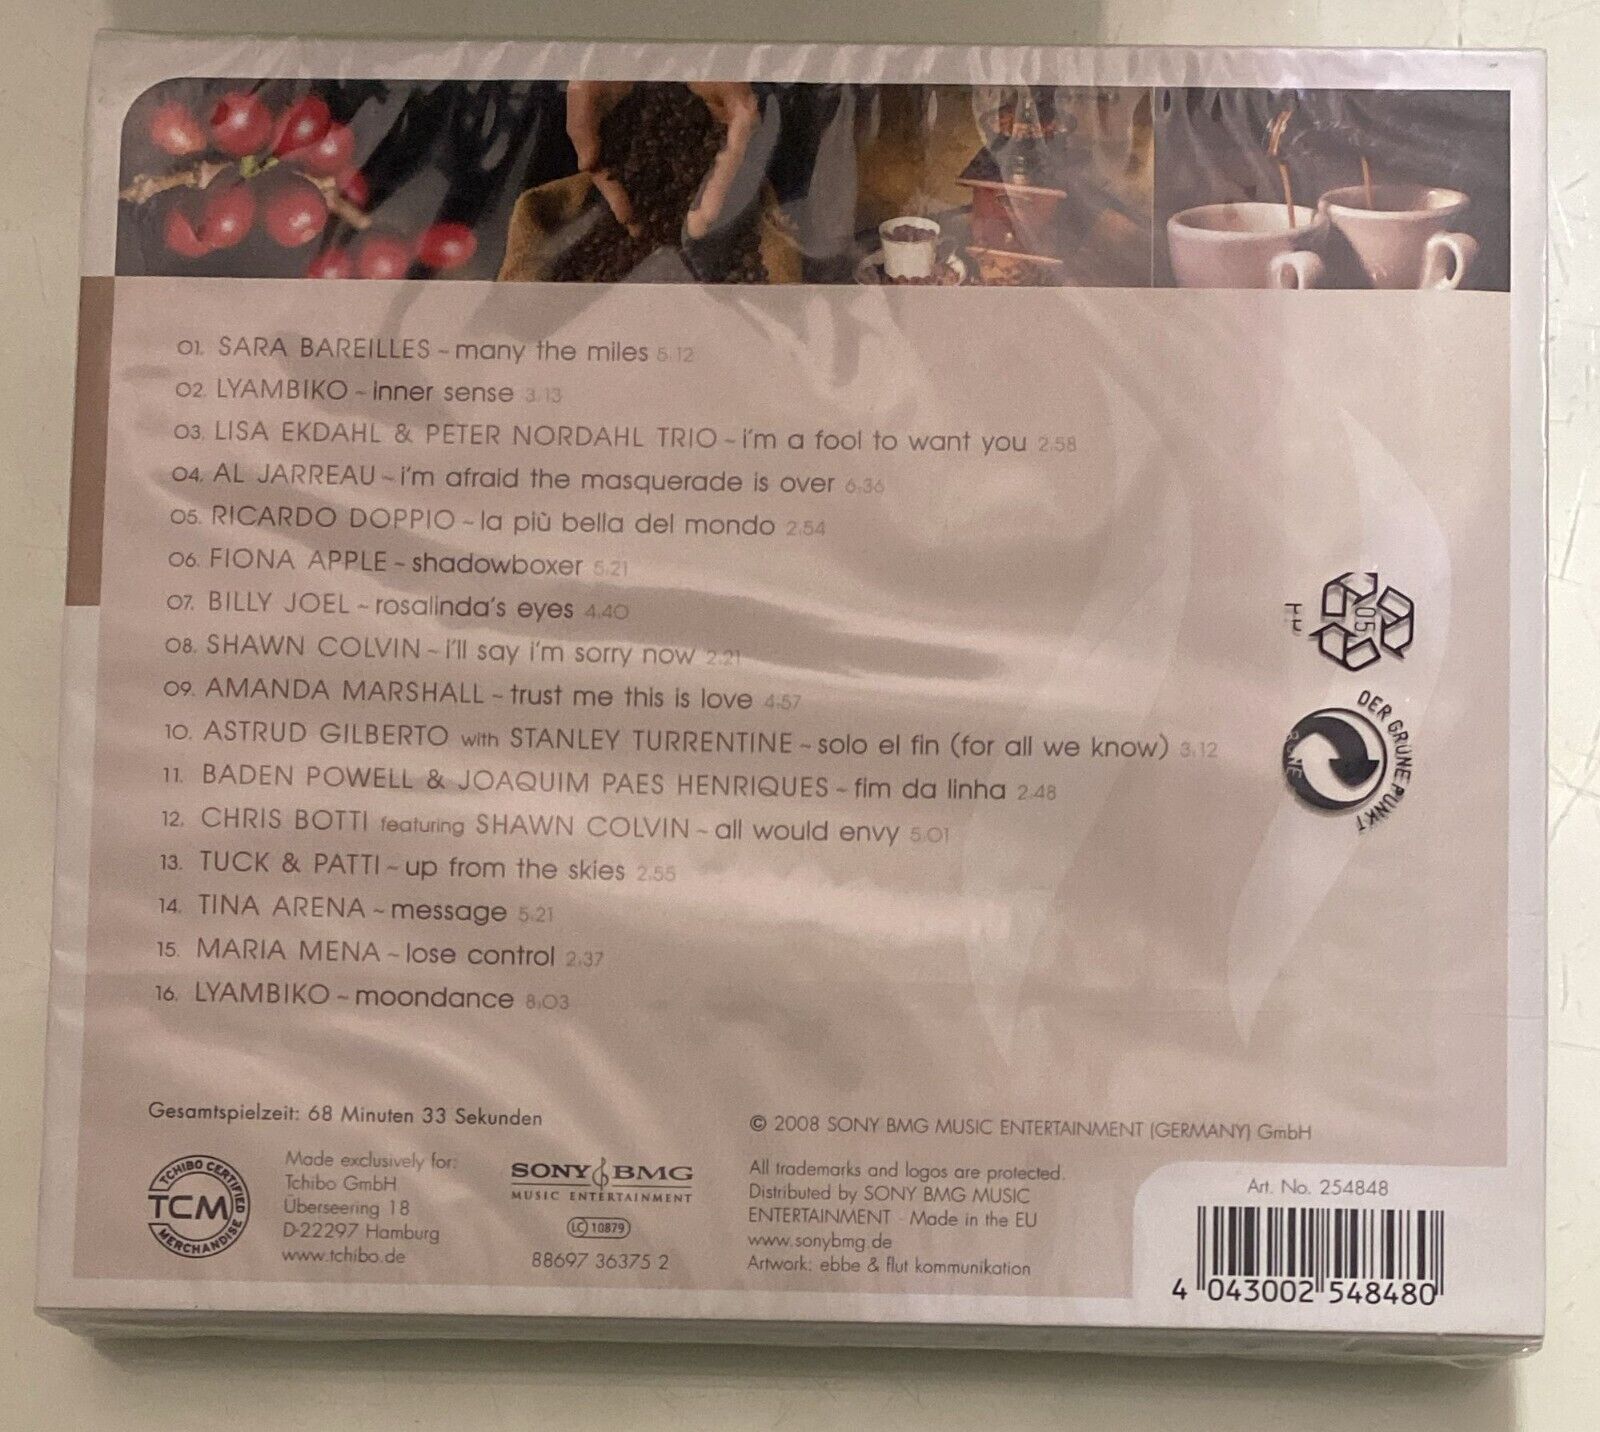 01. SARA BAREILLES ~ many the miles 5.12
02. LYAMBIKO ~ inner sense 3.13
03. LISA EKDAHL & PETER NORDAHL TRIO ~ i'm a fool to want you 2.58
04. AL JARREAU ~ i'm afraid the masquerade is over 6.36
05. RICARDO DOPPIO ~ la più bella del mondo 2.54
06. FIONA APPLE ~ shadowboxer 5.21
07. BILLY JOEL ~ rosalinda's eyes 4.40
08. SHAWN COLVIN ~ i'll say i'm sorry now 2.21
09. AMANDA MARSHALL ~ trust me this is love 4.57
10. ASTRUD GILBERTO with STANLEY TURRENTINE ~ solo el fin (for all we know) 3.12
11. BADEN POWELL & JOAQUIM PAES HENRIQUES ~ fim da linha 2.48
12. CHRIS BOTTI featuring SHAWN COLVIN ~ all would envy 5.01
13. TUCK & PATTI ~ up from the skies 2.55
14. TINA ARENA ~ message 5.21
15. MARIA MENA ~ lose control 2.37
16. LYAMBIKO ~ moondance 8.03
05
DER GRÜNE PUNKT
Gesamtspielzeit: 68 Minuten 33 Sekunden
TCHIBO CERTIFIED
TCM
MERCHANDISE
Made exclusively for:
Tchibo GmbH
Überseering 18
D-22297 Hamburg
www.tchibo.de
SONY BMG
MUSIC ENTERTAINMENT
LC 10879
88697 36375 2
© 2008 SONY BMG MUSIC ENTERTAINMENT (GERMANY) GmbH
All trademarks and logos are protected.
Distributed by SONY BMG MUSIC
ENTERTAINMENT · Made in the EU
www.sonybmg.de
Artwork: ebbe & flut kommunikation
Art. No. 254848
4 043002 548480